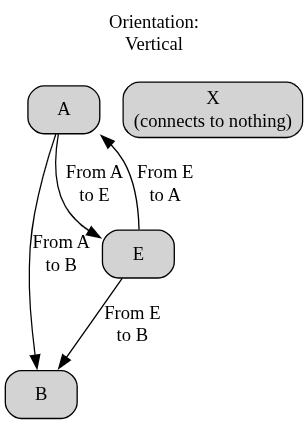 Orientation:
Vertical
A
X
(connects to nothing)
From A
to E
From E
to A
From A
to B
E
From E
to B
B